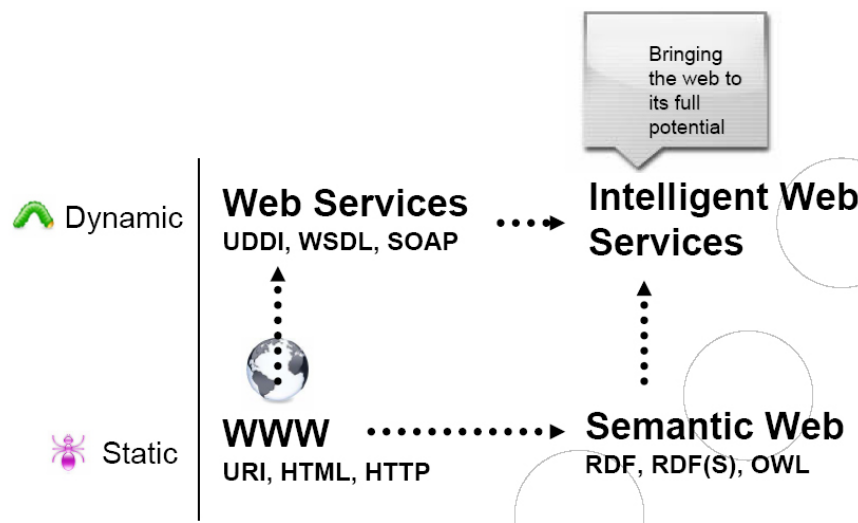 Bringing
the web to
its full
potential
Dynamic
Web Services
UDDI, WSDL, SOAP
Intelligent Web
Services
Static
WWW
URI, HTML, HTTP
Semantic Web
RDF, RDF(S), OWL